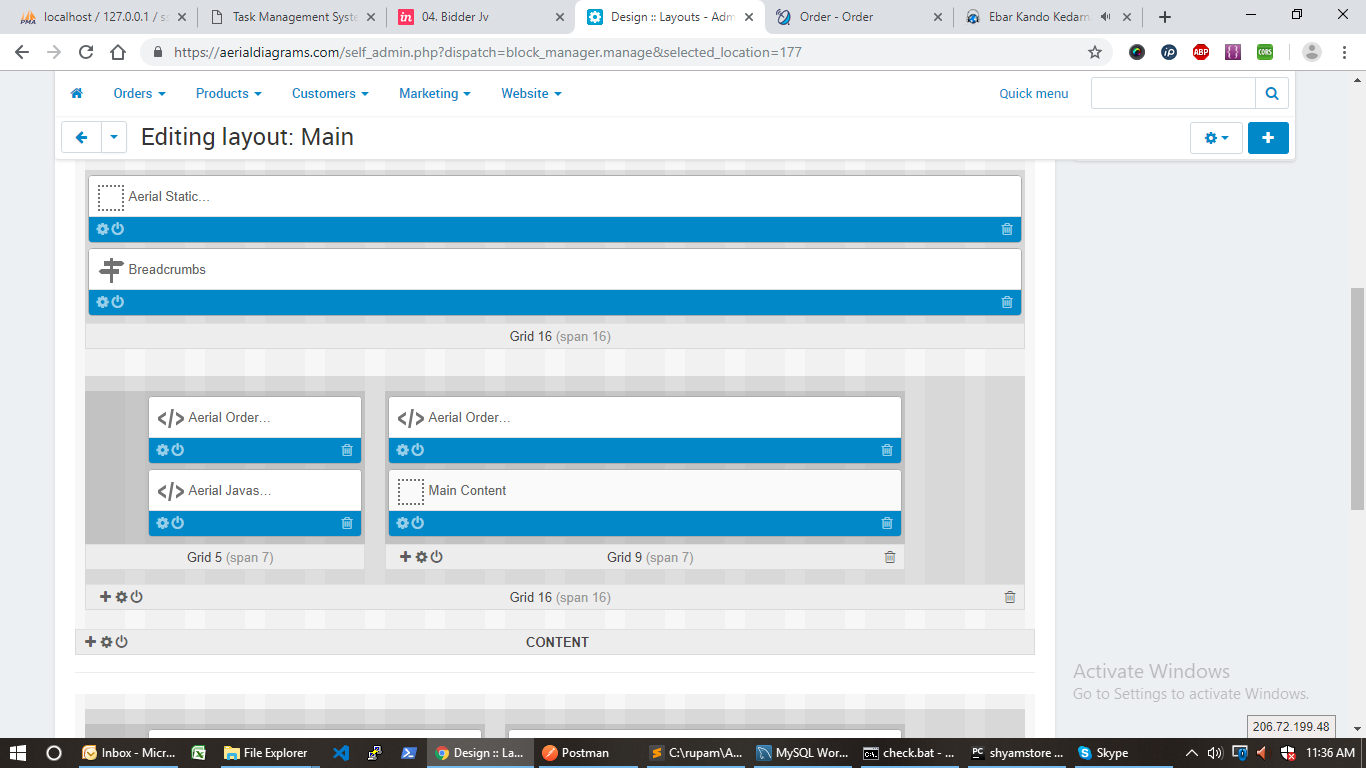 localhost / 127.0.0.1 / s
Task Management Syste
04. Bidder Jv
Design :: Layouts - Adm
Order - Order
Ebar Kando Kedarn
https://aerialdiagrams.com/self_admin.php?dispatch=block_manager.manage&selected_location=177
Orders
Products
Customers
Marketing
Website
Quick menu
Editing layout: Main
Aerial Static...
Breadcrumbs
Grid 16 (span 16)
Aerial Order...
Aerial Order...
Aerial Javas...
Main Content
Grid 5 (span 7)
Grid 9 (span 7)
Grid 16 (span 16)
CONTENT
Activate Windows
Go to Settings to activate Windows.
206.72.199.48
Inbox - Micr...
File Explorer
Design :: La...
Postman
C:\rupam\A...
MySQL Wor...
check.bat - ...
shyamstore ...
Skype
11:36 AM